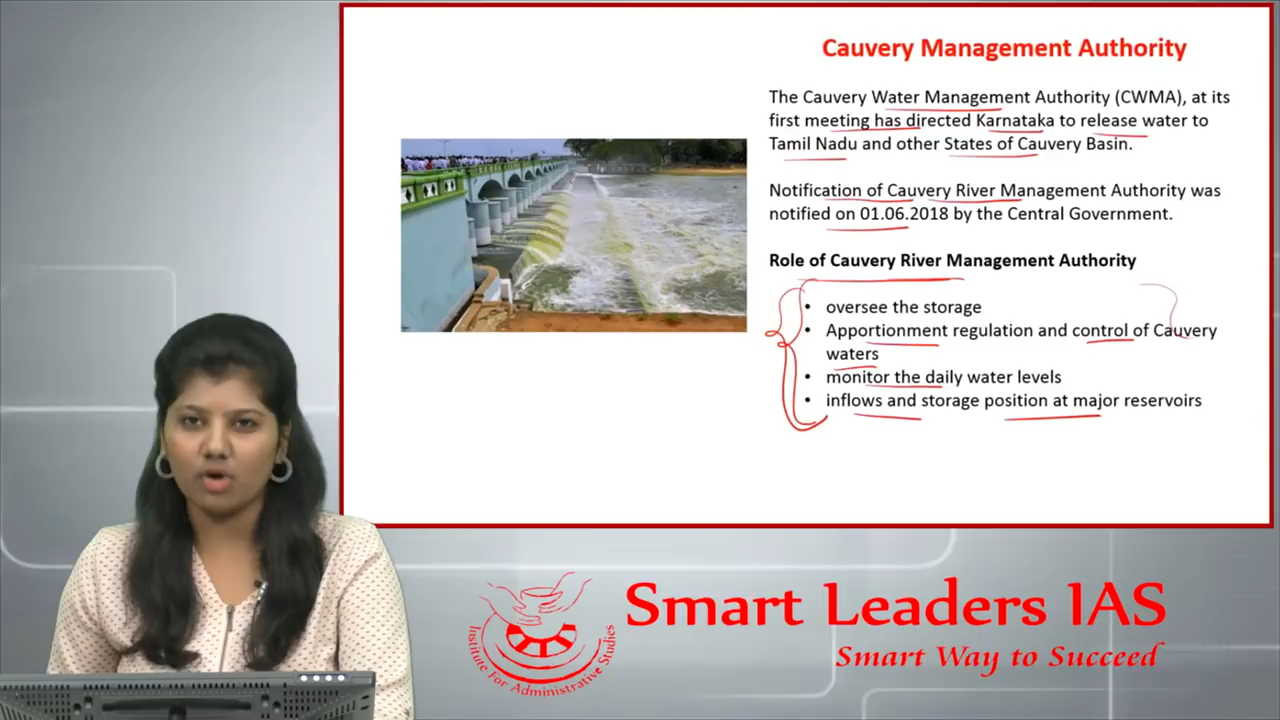 Cauvery Management Authority
The Cauvery Water Management Authority (CWMA), at its
first meeting has directed Karnataka to release water to
Tamil Nadu and other States of Cauvery Basin.
Notification of Cauvery River Management Authority was
notified on 01.06.2018 by the Central Government.
Role of Cauvery River Management Authority
• oversee the storage
• Apportionment regulation and control of Cauvery
waters
• monitor the daily water levels
• inflows and storage position at major reservoirs
Smart Leaders IAS
Smart Way to Succeed
Institute For Administrative Studies